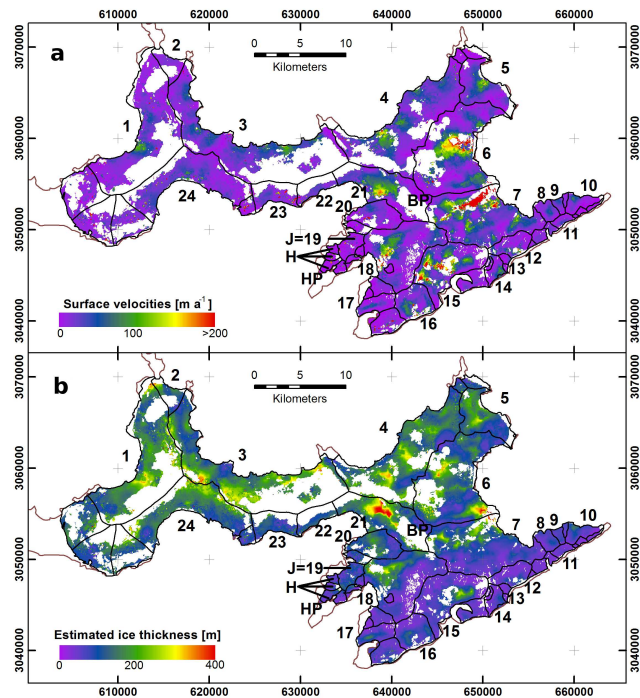 610000 620000 630000 640000 650000 660000
3070000
3060000
3050000
3040000
a
2
0 5 10
Kilometers
5
4
1
3
6
24
23
22
21
20
BP
7
8
9
10
11
12
13
14
15
16
17
18
J=19
H
HP
Surface velocities [m a⁻¹]
0 100 >200
3070000
3060000
3050000
3040000
b
2
0 5 10
Kilometers
5
4
1
3
6
24
23
22
21
20
BP
7
8
9
10
11
12
13
14
15
16
17
18
J=19
H
HP
Estimated ice thickness [m]
0 200 400
610000 620000 630000 640000 650000 660000